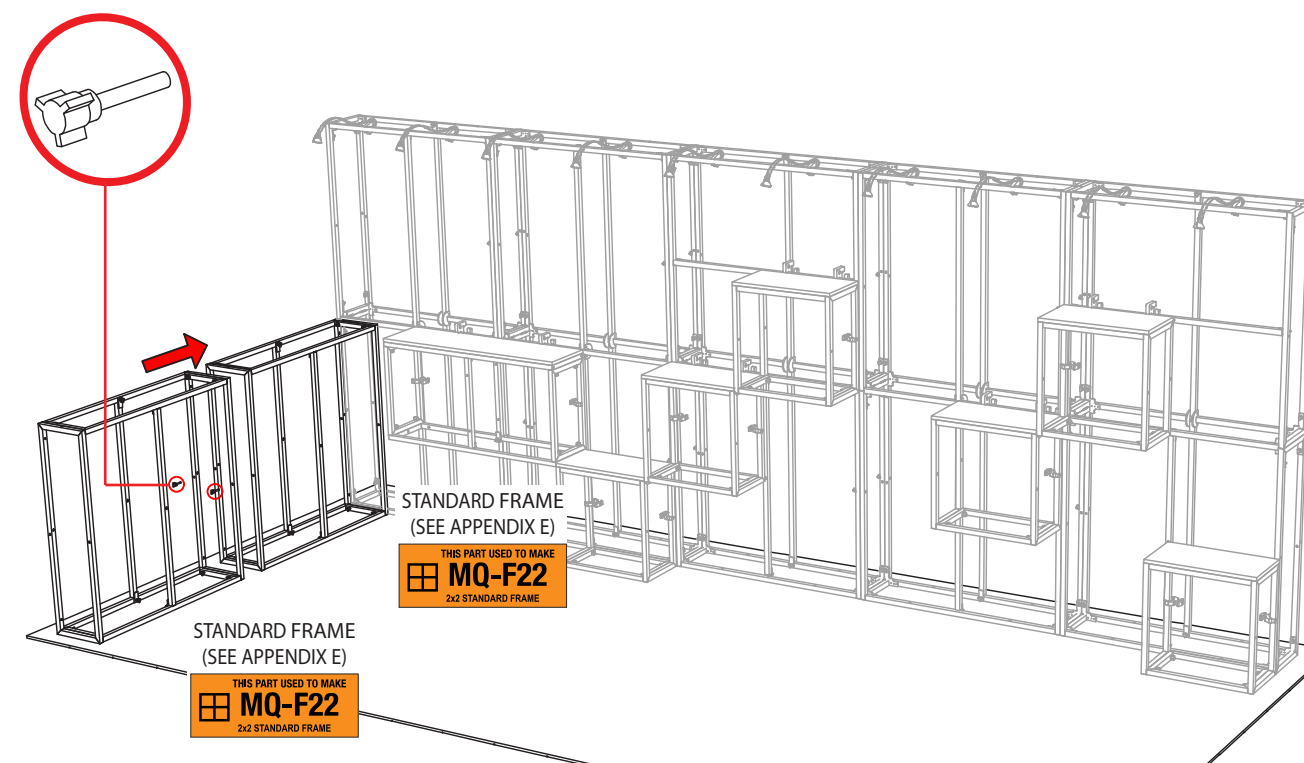 STANDARD FRAME
(SEE APPENDIX E)
THIS PART USED TO MAKE
MQ-F22
2x2 STANDARD FRAME
STANDARD FRAME
(SEE APPENDIX E)
THIS PART USED TO MAKE
MQ-F22
2x2 STANDARD FRAME